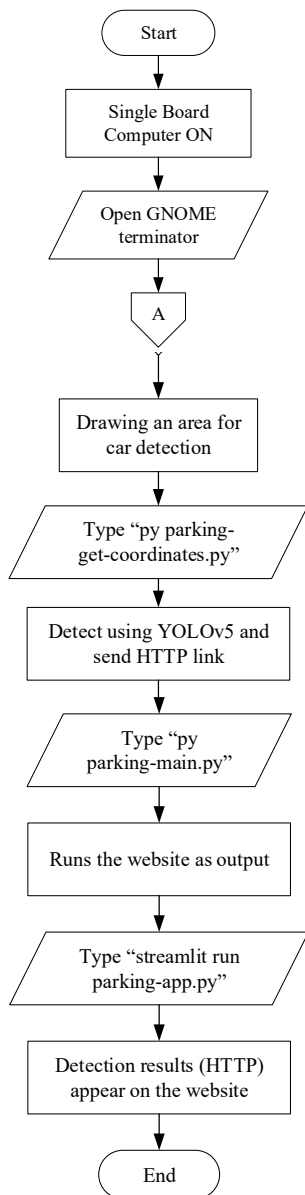 Start
Single Board
Computer ON
Open GNOME
terminator
A
Drawing an area for
car detection
Type “py parking-
get-coordinates.py”
Detect using YOLOv5 and
send HTTP link
Type “py
parking-main.py”
Runs the website as output
Type “streamlit run
parking-app.py”
Detection results (HTTP)
appear on the website
End